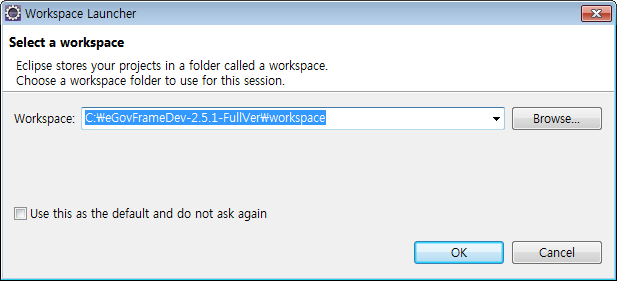 Workspace Launcher
Select a workspace
Eclipse stores your projects in a folder called a workspace.
Choose a workspace folder to use for this session.
Workspace: C:₩eGovFrameDev-2.5.1-FullVer₩workspace Browse...
Use this as the default and do not ask again
OK Cancel